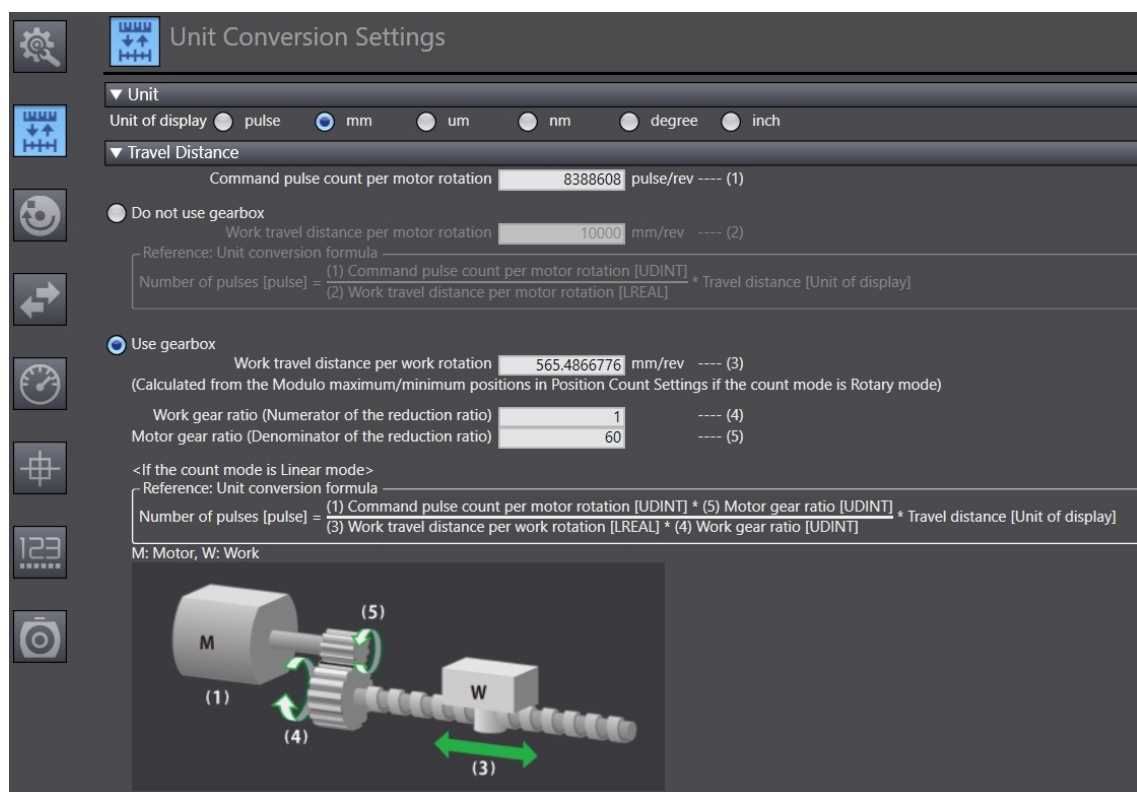 Unit Conversion Settings
▼ Unit
Unit of display pulse mm um nm degree inch
▼ Travel Distance
Command pulse count per motor rotation 8388608 pulse/rev ---- (1)
Do not use gearbox
Work travel distance per motor rotation 10000 mm/rev ---- (2)
Reference: Unit conversion formula
Number of pulses [pulse] = (1) Command pulse count per motor rotation [UDINT]
(2) Work travel distance per motor rotation [LREAL] * Travel distance [Unit of display]
Use gearbox
Work travel distance per work rotation 565.4866776 mm/rev ---- (3)
(Calculated from the Modulo maximum/minimum positions in Position Count Settings if the count mode is Rotary mode)
Work gear ratio (Numerator of the reduction ratio) 1 ---- (4)
Motor gear ratio (Denominator of the reduction ratio) 60 ---- (5)
<If the count mode is Linear mode>
Reference: Unit conversion formula
Number of pulses [pulse] = (1) Command pulse count per motor rotation [UDINT] * (5) Motor gear ratio [UDINT]
(3) Work travel distance per work rotation [LREAL] * (4) Work gear ratio [UDINT] * Travel distance [Unit of display]
123
M: Motor, W: Work
(5)
M
W
(1)
(4)
(3)